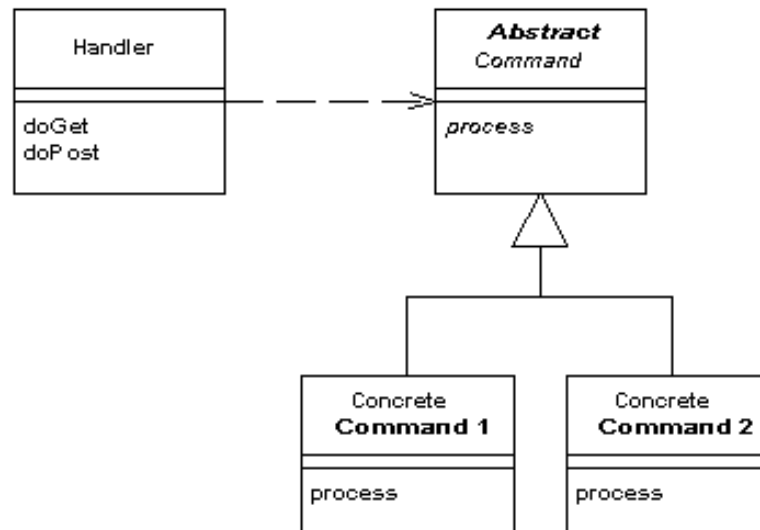 Handler
doGet
doPost
Abstract
Command
process
Concrete
Command 1
process
Concrete
Command 2
process